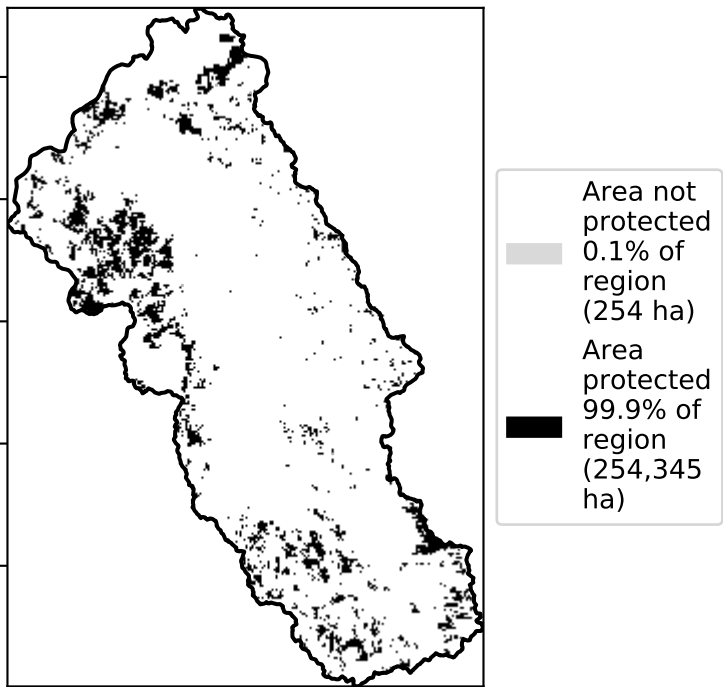 Area not
protected
0.1% of
region
(254 ha)
Area
protected
99.9% of
region
(254,345
ha)